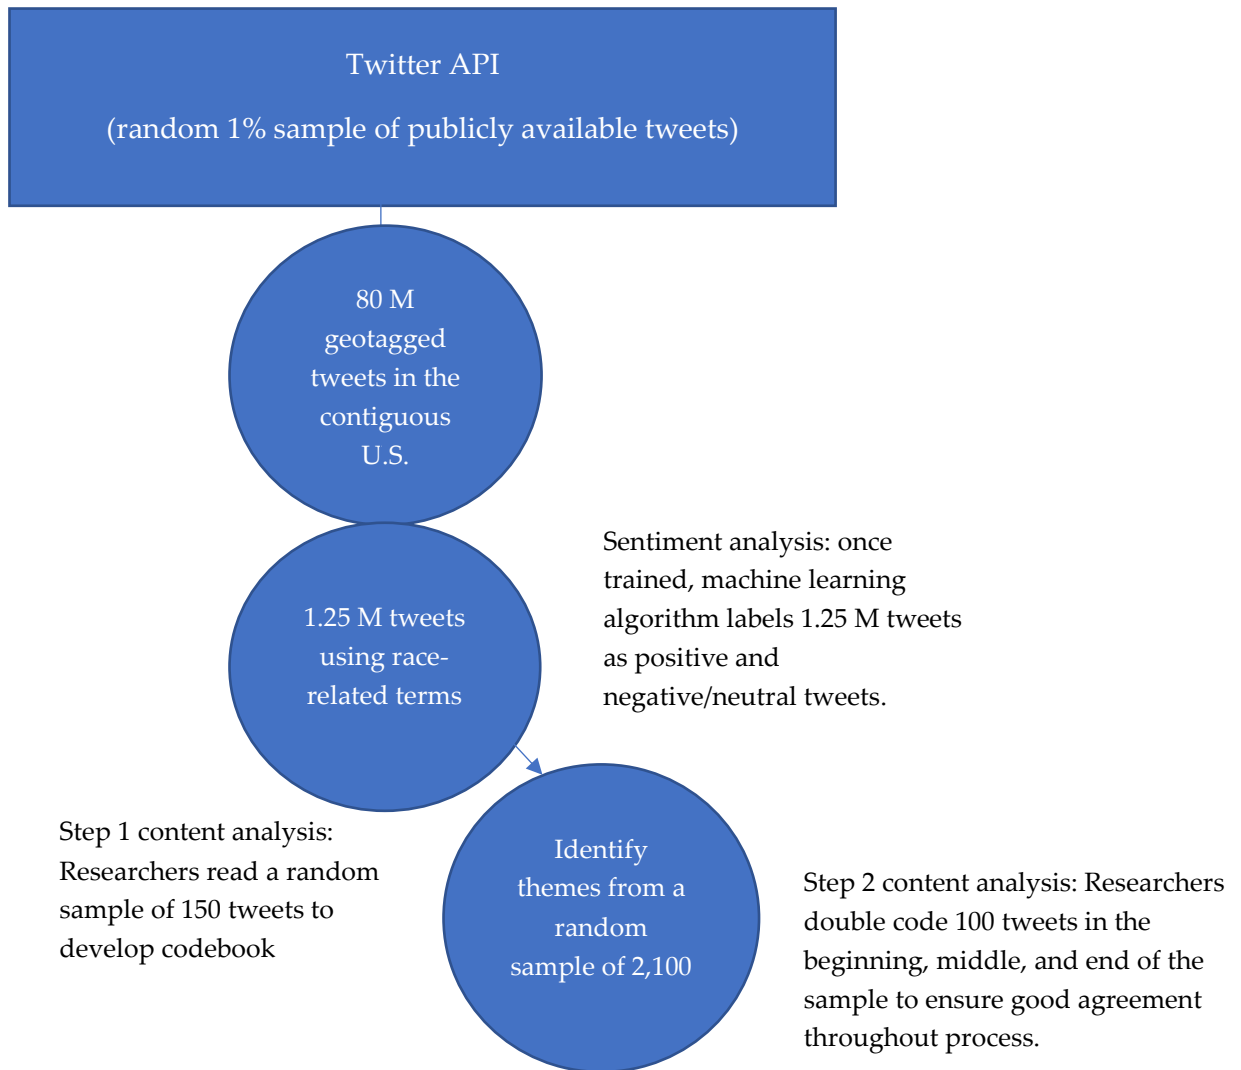 Twitter API
(random 1% sample of publicly available tweets)
80 M
geotagged
tweets in the
contiguous
U.S.
1.25 M tweets
using race-
related terms
Sentiment analysis: once
trained, machine learning
algorithm labels 1.25 M tweets
as positive and
negative/neutral tweets.
Step 1 content analysis:
Researchers read a random
sample of 150 tweets to
develop codebook
Identify
themes from a
random
sample of 2,100
Step 2 content analysis: Researchers
double code 100 tweets in the
beginning, middle, and end of the
sample to ensure good agreement
throughout process.